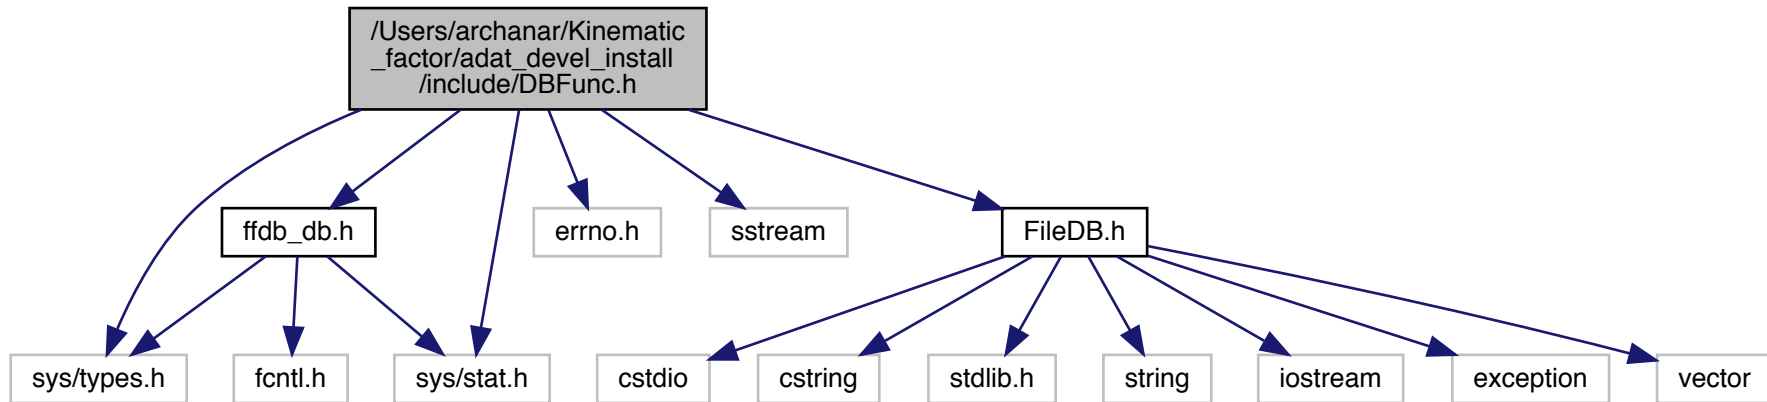 /Users/archanar/Kinematic
_factor/adat_devel_install
/include/DBFunc.h
ffdb_db.h
errno.h
sstream
FileDB.h
sys/types.h
fcntl.h
sys/stat.h
cstdio
cstring
stdlib.h
string
iostream
exception
vector